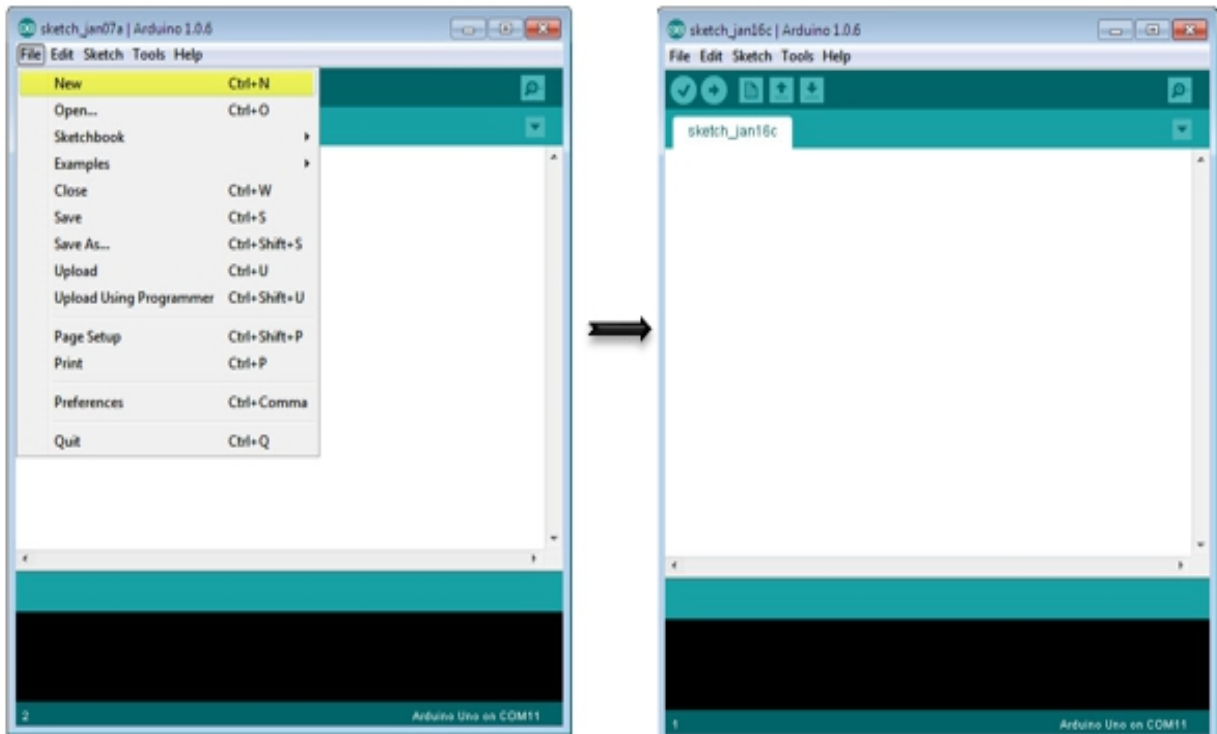 sketch_jan07a | Arduino 1.0.6
File Edit Sketch Tools Help
New Ctrl+N
Open... Ctrl+O
Sketchbook
Examples
Close Ctrl+W
Save Ctrl+S
Save As... Ctrl+Shift+S
Upload Ctrl+U
Upload Using Programmer Ctrl+Shift+U
Page Setup Ctrl+Shift+P
Print Ctrl+P
Preferences Ctrl+Comma
Quit Ctrl+Q
2 Arduino Uno on COM11
sketch_jan16c | Arduino 1.0.6
File Edit Sketch Tools Help
sketch_jan16c
1 Arduino Uno on COM11